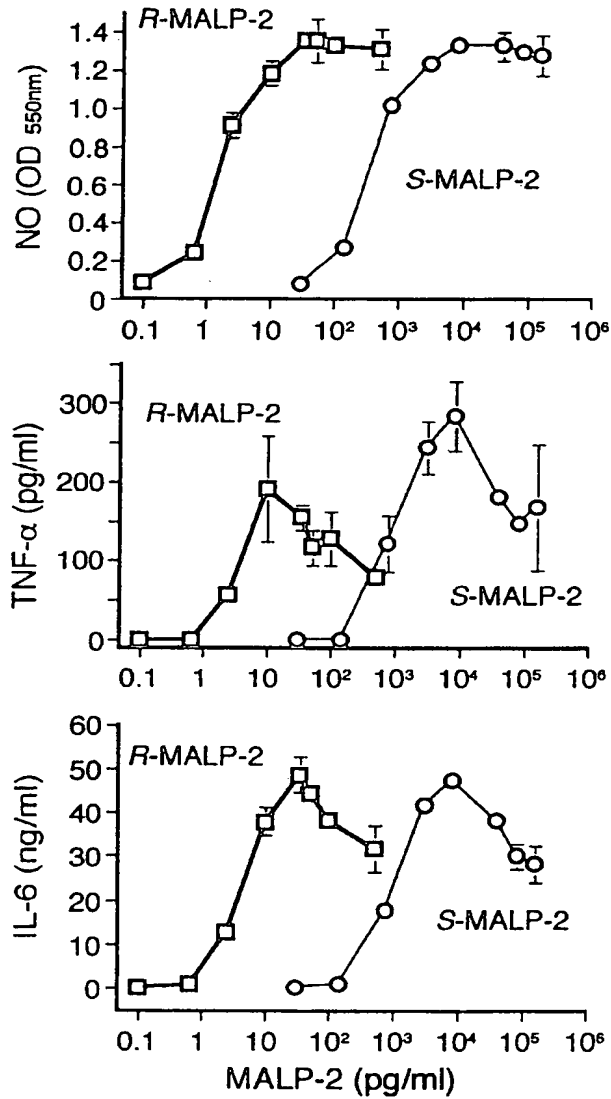 R-MALP-2
S-MALP-2
NO (OD 550nm)
1.4
1.2
1.0
0.8
0.6
0.4
0.2
0
0.1 1 10 10² 10³ 10⁴ 10⁵ 10⁶
R-MALP-2
S-MALP-2
TNF-α (pg/ml)
300
200
100
0
0.1 1 10 10² 10³ 10⁴ 10⁵ 10⁶
R-MALP-2
S-MALP-2
IL-6 (ng/ml)
60
50
40
30
20
10
0
0.1 1 10 10² 10³ 10⁴ 10⁵ 10⁶
MALP-2 (pg/ml)